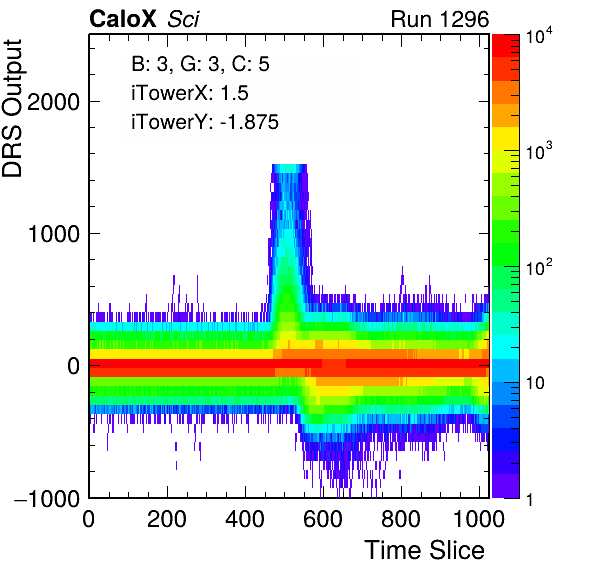 CaloX Sci Run 1296
B: 3, G: 3, C: 5
iTowerX: 1.5
iTowerY: -1.875
DRS Output
2000
1000
0
−1000
0 200 400 600 800 1000
Time Slice
10^4
10^3
10^2
10
1